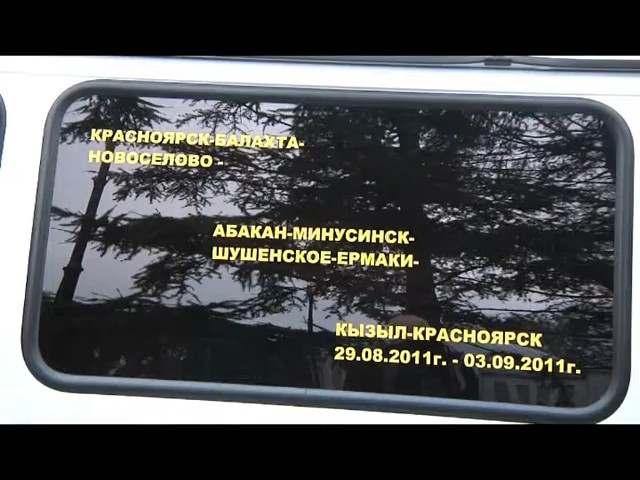 КРАСНОЯРСК-БАЛАХТА-
НОВОСЕЛОВО -
АБАКАН-МИНУСИНСК-
ШУШЕНСКОЕ-ЕРМАКИ-
КЫЗЫЛ-КРАСНОЯРСК
29.08.2011г. - 03.09.2011г.